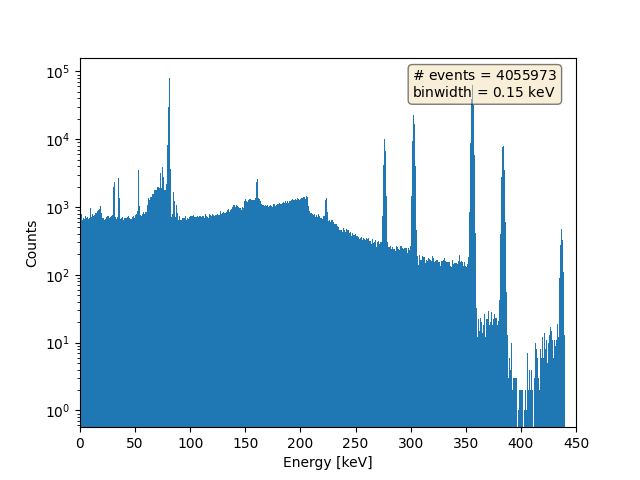 # events = 4055973
binwidth = 0.15 keV
10⁵
10⁴
10³
10²
10¹
10⁰
Counts
0 50 100 150 200 250 300 350 400 450
Energy [keV]